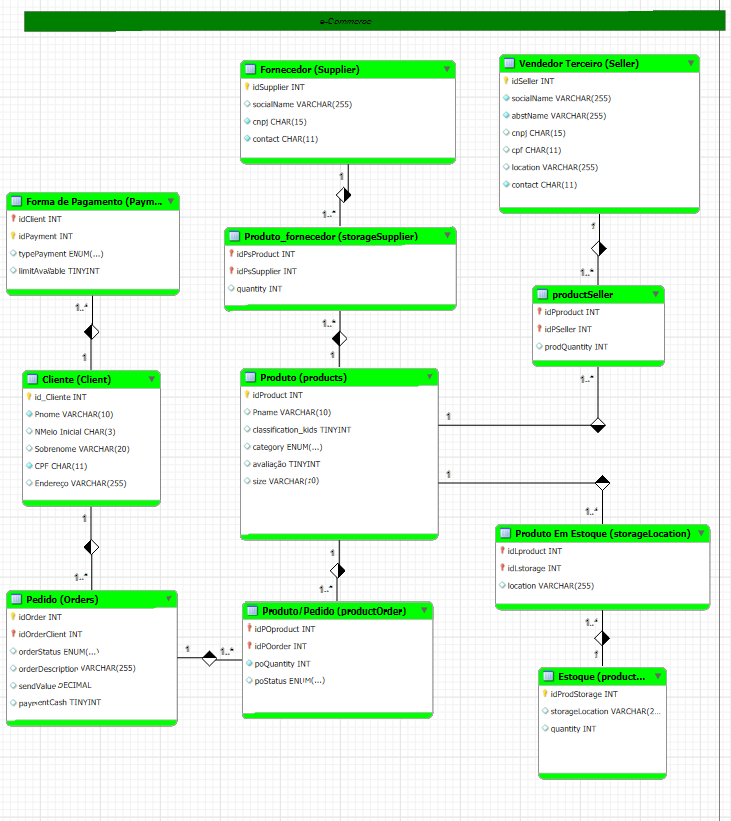 e-Commerce
Fornecedor (Supplier)
idSupplier INT
socialName VARCHAR(255)
cnpj CHAR(15)
contact CHAR(11)
1
1..*
Vendedor Terceiro (Seller)
idSeller INT
socialName VARCHAR(255)
abstName VARCHAR(255)
cnpj CHAR(15)
cpf CHAR(11)
location VARCHAR(255)
contact CHAR(11)
1
1..*
Forma de Pagamento (Paym...
idClient INT
idPayment INT
typePayment ENUM(...)
limitAvailable TINYINT
1..*
1
Produto_fornecedor (storageSupplier)
idPsProduct INT
idPsSupplier INT
quantity INT
1..*
1
productSeller
idPproduct INT
idPSeller INT
prodQuantity INT
1..*
1
Cliente (Client)
id_Cliente INT
Pnome VARCHAR(10)
NMeio Inicial CHAR(3)
Sobrenome VARCHAR(20)
CPF CHAR(11)
Endereço VARCHAR(255)
1
1..*
Produto (products)
idProduct INT
Pname VARCHAR(10)
classification_kids TINYINT
category ENUM(...)
avaliação TINYINT
size
1
1..*
1
1..*
Produto Em Estoque (storageLocation)
idLproduct INT
idLstorage INT
location VARCHAR(255)
1..*
1
Pedido (Orders)
idOrder INT
idOrderClient INT
orderStatus ENUM(...)
orderDescription VARCHAR(255)
sendValue DECIMAL
paymentCash TINYINT
1
1..*
Produto/Pedido (productOrder)
idPOproduct INT
idPOorder INT
poQuantity INT
poStatus ENUM(...)
Estoque (product...
idProdStorage INT
storageLocation VARCHAR(2...
quantity INT